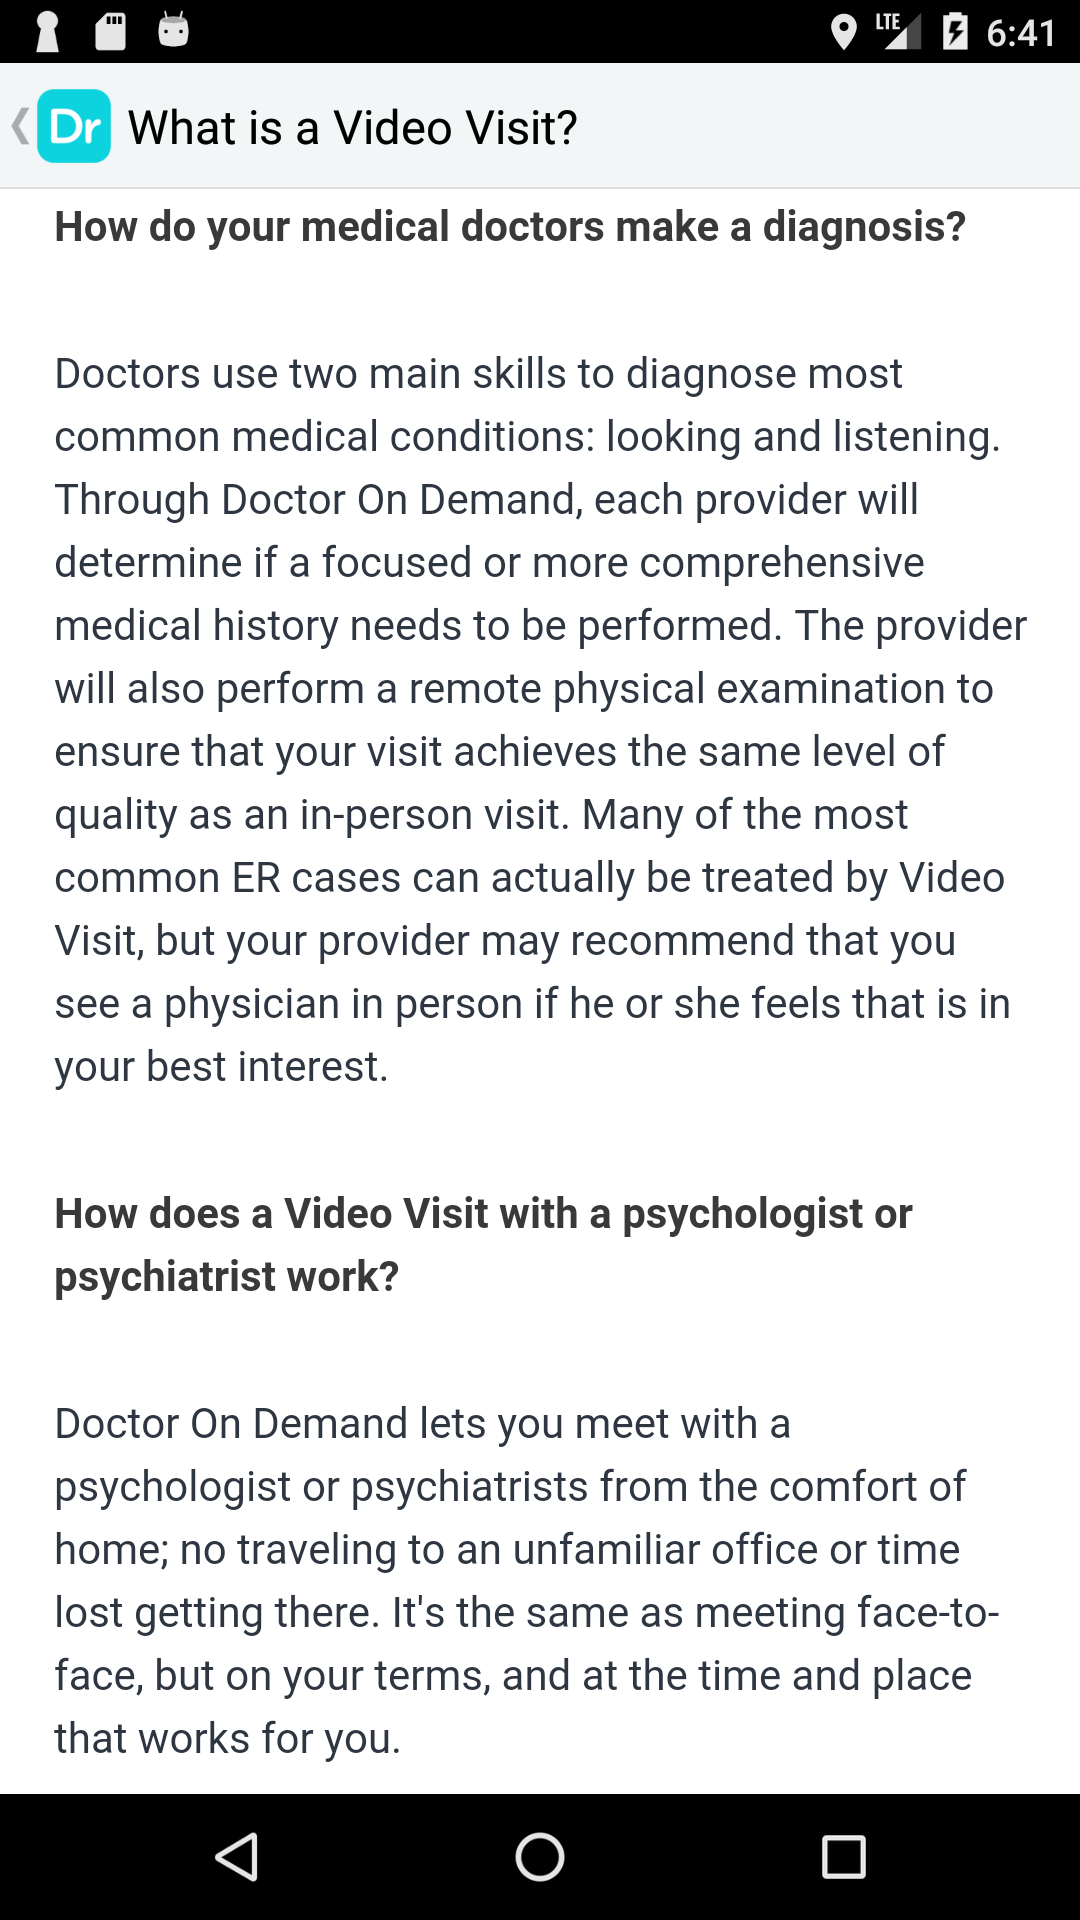 LTE 6:41
Dr What is a Video Visit?
How do your medical doctors make a diagnosis?
Doctors use two main skills to diagnose most
common medical conditions: looking and listening.
Through Doctor On Demand, each provider will
determine if a focused or more comprehensive
medical history needs to be performed. The provider
will also perform a remote physical examination to
ensure that your visit achieves the same level of
quality as an in-person visit. Many of the most
common ER cases can actually be treated by Video
Visit, but your provider may recommend that you
see a physician in person if he or she feels that is in
your best interest.
How does a Video Visit with a psychologist or
psychiatrist work?
Doctor On Demand lets you meet with a
psychologist or psychiatrists from the comfort of
home; no traveling to an unfamiliar office or time
lost getting there. It's the same as meeting face-to-
face, but on your terms, and at the time and place
that works for you.